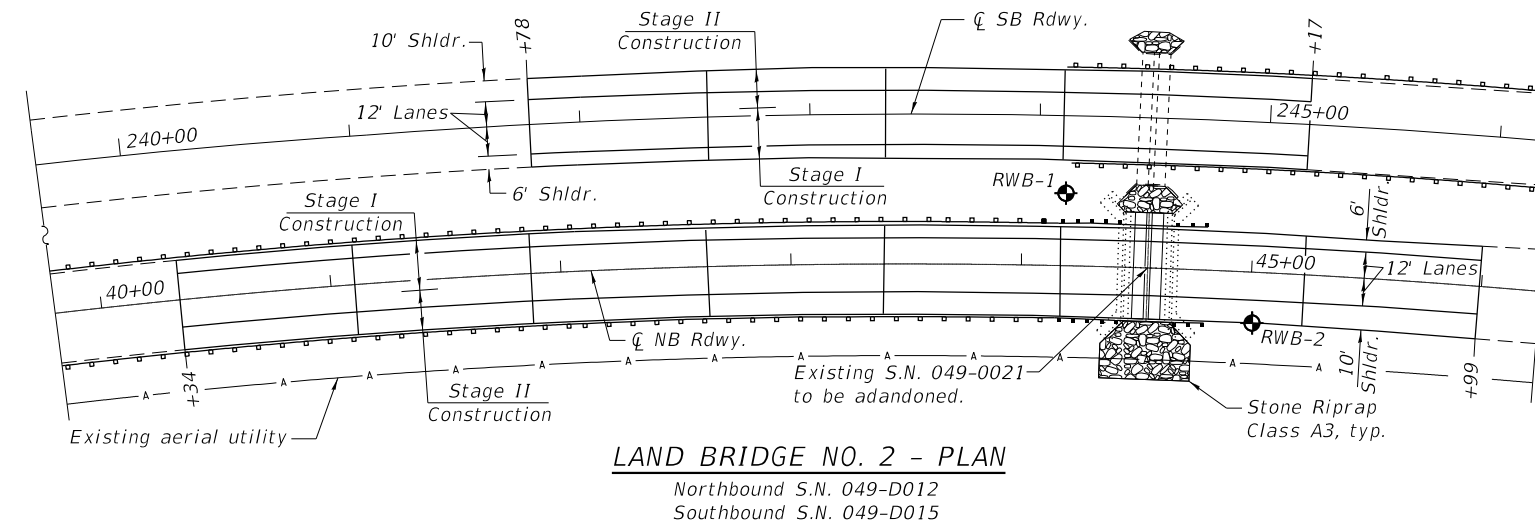 Stage II
Construction
℄ SB Rdwy.
10' Shldr.
+78
+17
12' Lanes
240+00
245+00
6' Shldr.
Stage I
Construction
RWB-1
Stage I
Construction
6'
Shldr.
40+00
45+00
12' Lanes
+34
℄ NB Rdwy.
RWB-2
10'
Shldr.
+99
A A A A A A A A A A A A
Stage II
Construction
Existing S.N. 049-0021
to be adandoned.
Existing aerial utility
Stone Riprap
Class A3, typ.
LAND BRIDGE NO. 2 - PLAN
Northbound S.N. 049-D012
Southbound S.N. 049-D015